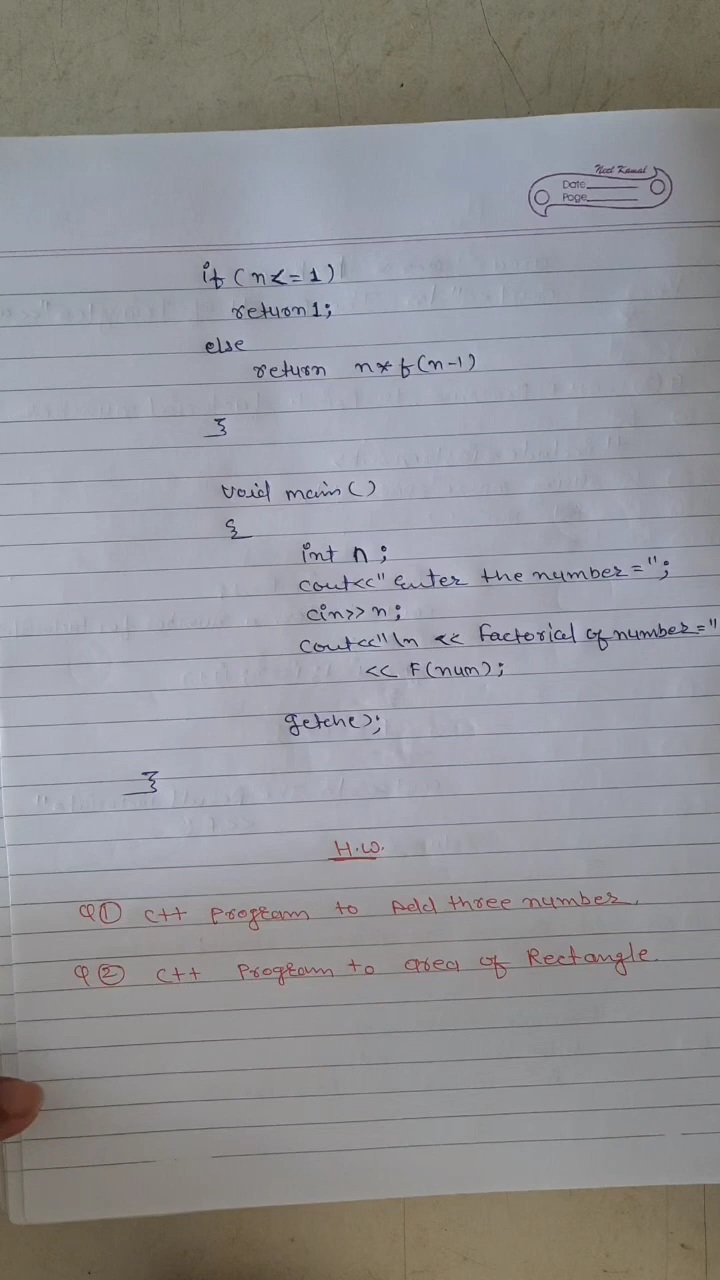 Neel Kamal
Date
Page
if (n<=1)
return 1;
else
return n*f(n-1)
}
void main()
{
int n;
cout<<"Enter the number=";
cin>>n;
cout<<"\n << Factorial of number="
<< F(num);
getche);
}
H.W.
Q① C++ Program to Add three number.
Q② C++ Program to area of Rectangle.